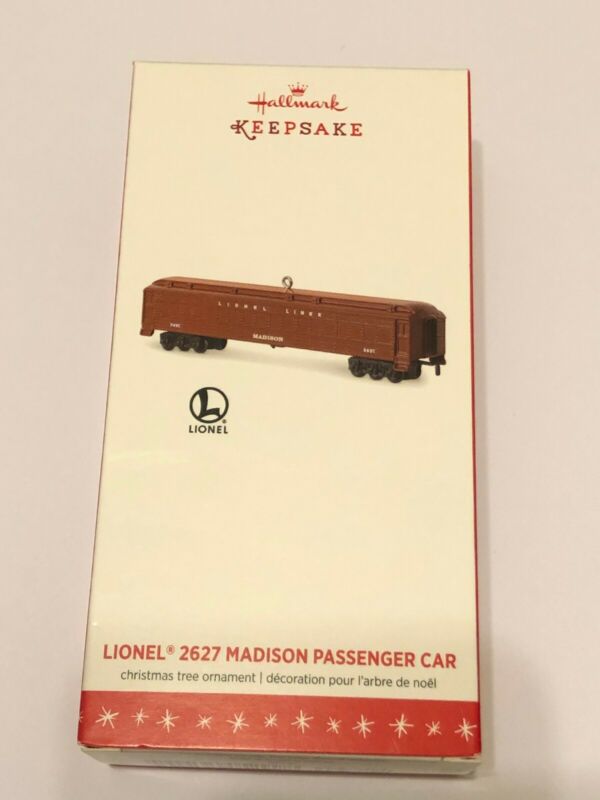 Hallmark
KEEPSAKE
LIONEL LINES
MADISON
L
LIONEL
LIONEL® 2627 MADISON PASSENGER CAR
christmas tree ornament | décoration pour l'arbre de noël